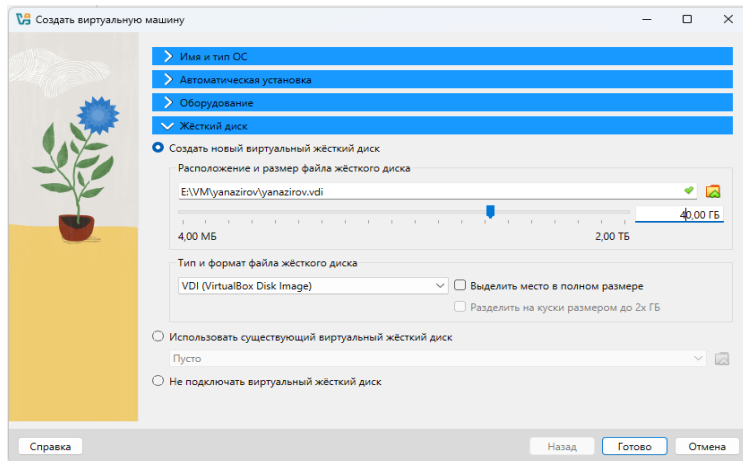 Создать виртуальную машину
Имя и тип ОС
Автоматическая установка
Оборудование
Жёсткий диск
Создать новый виртуальный жёсткий диск
Расположение и размер файла жёсткого диска
E:\VM\yanazirov\yanazirov.vdi
40,00 ГБ
4,00 МБ 2,00 ТБ
Тип и формат файла жёсткого диска
VDI (VirtualBox Disk Image) Выделить место в полном размере
Разделить на куски размером до 2х ГБ
Использовать существующий виртуальный жёсткий диск
Пусто
Не подключать виртуальный жёсткий диск
Справка Назад Готово Отмена